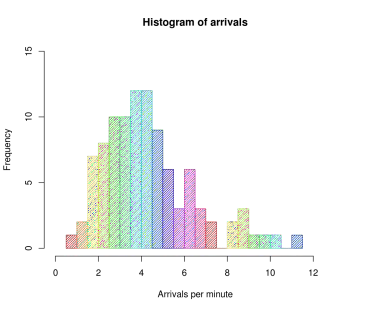 Histogram of arrivals
15
10
5
0
Frequency
0 2 4 6 8 10 12
Arrivals per minute